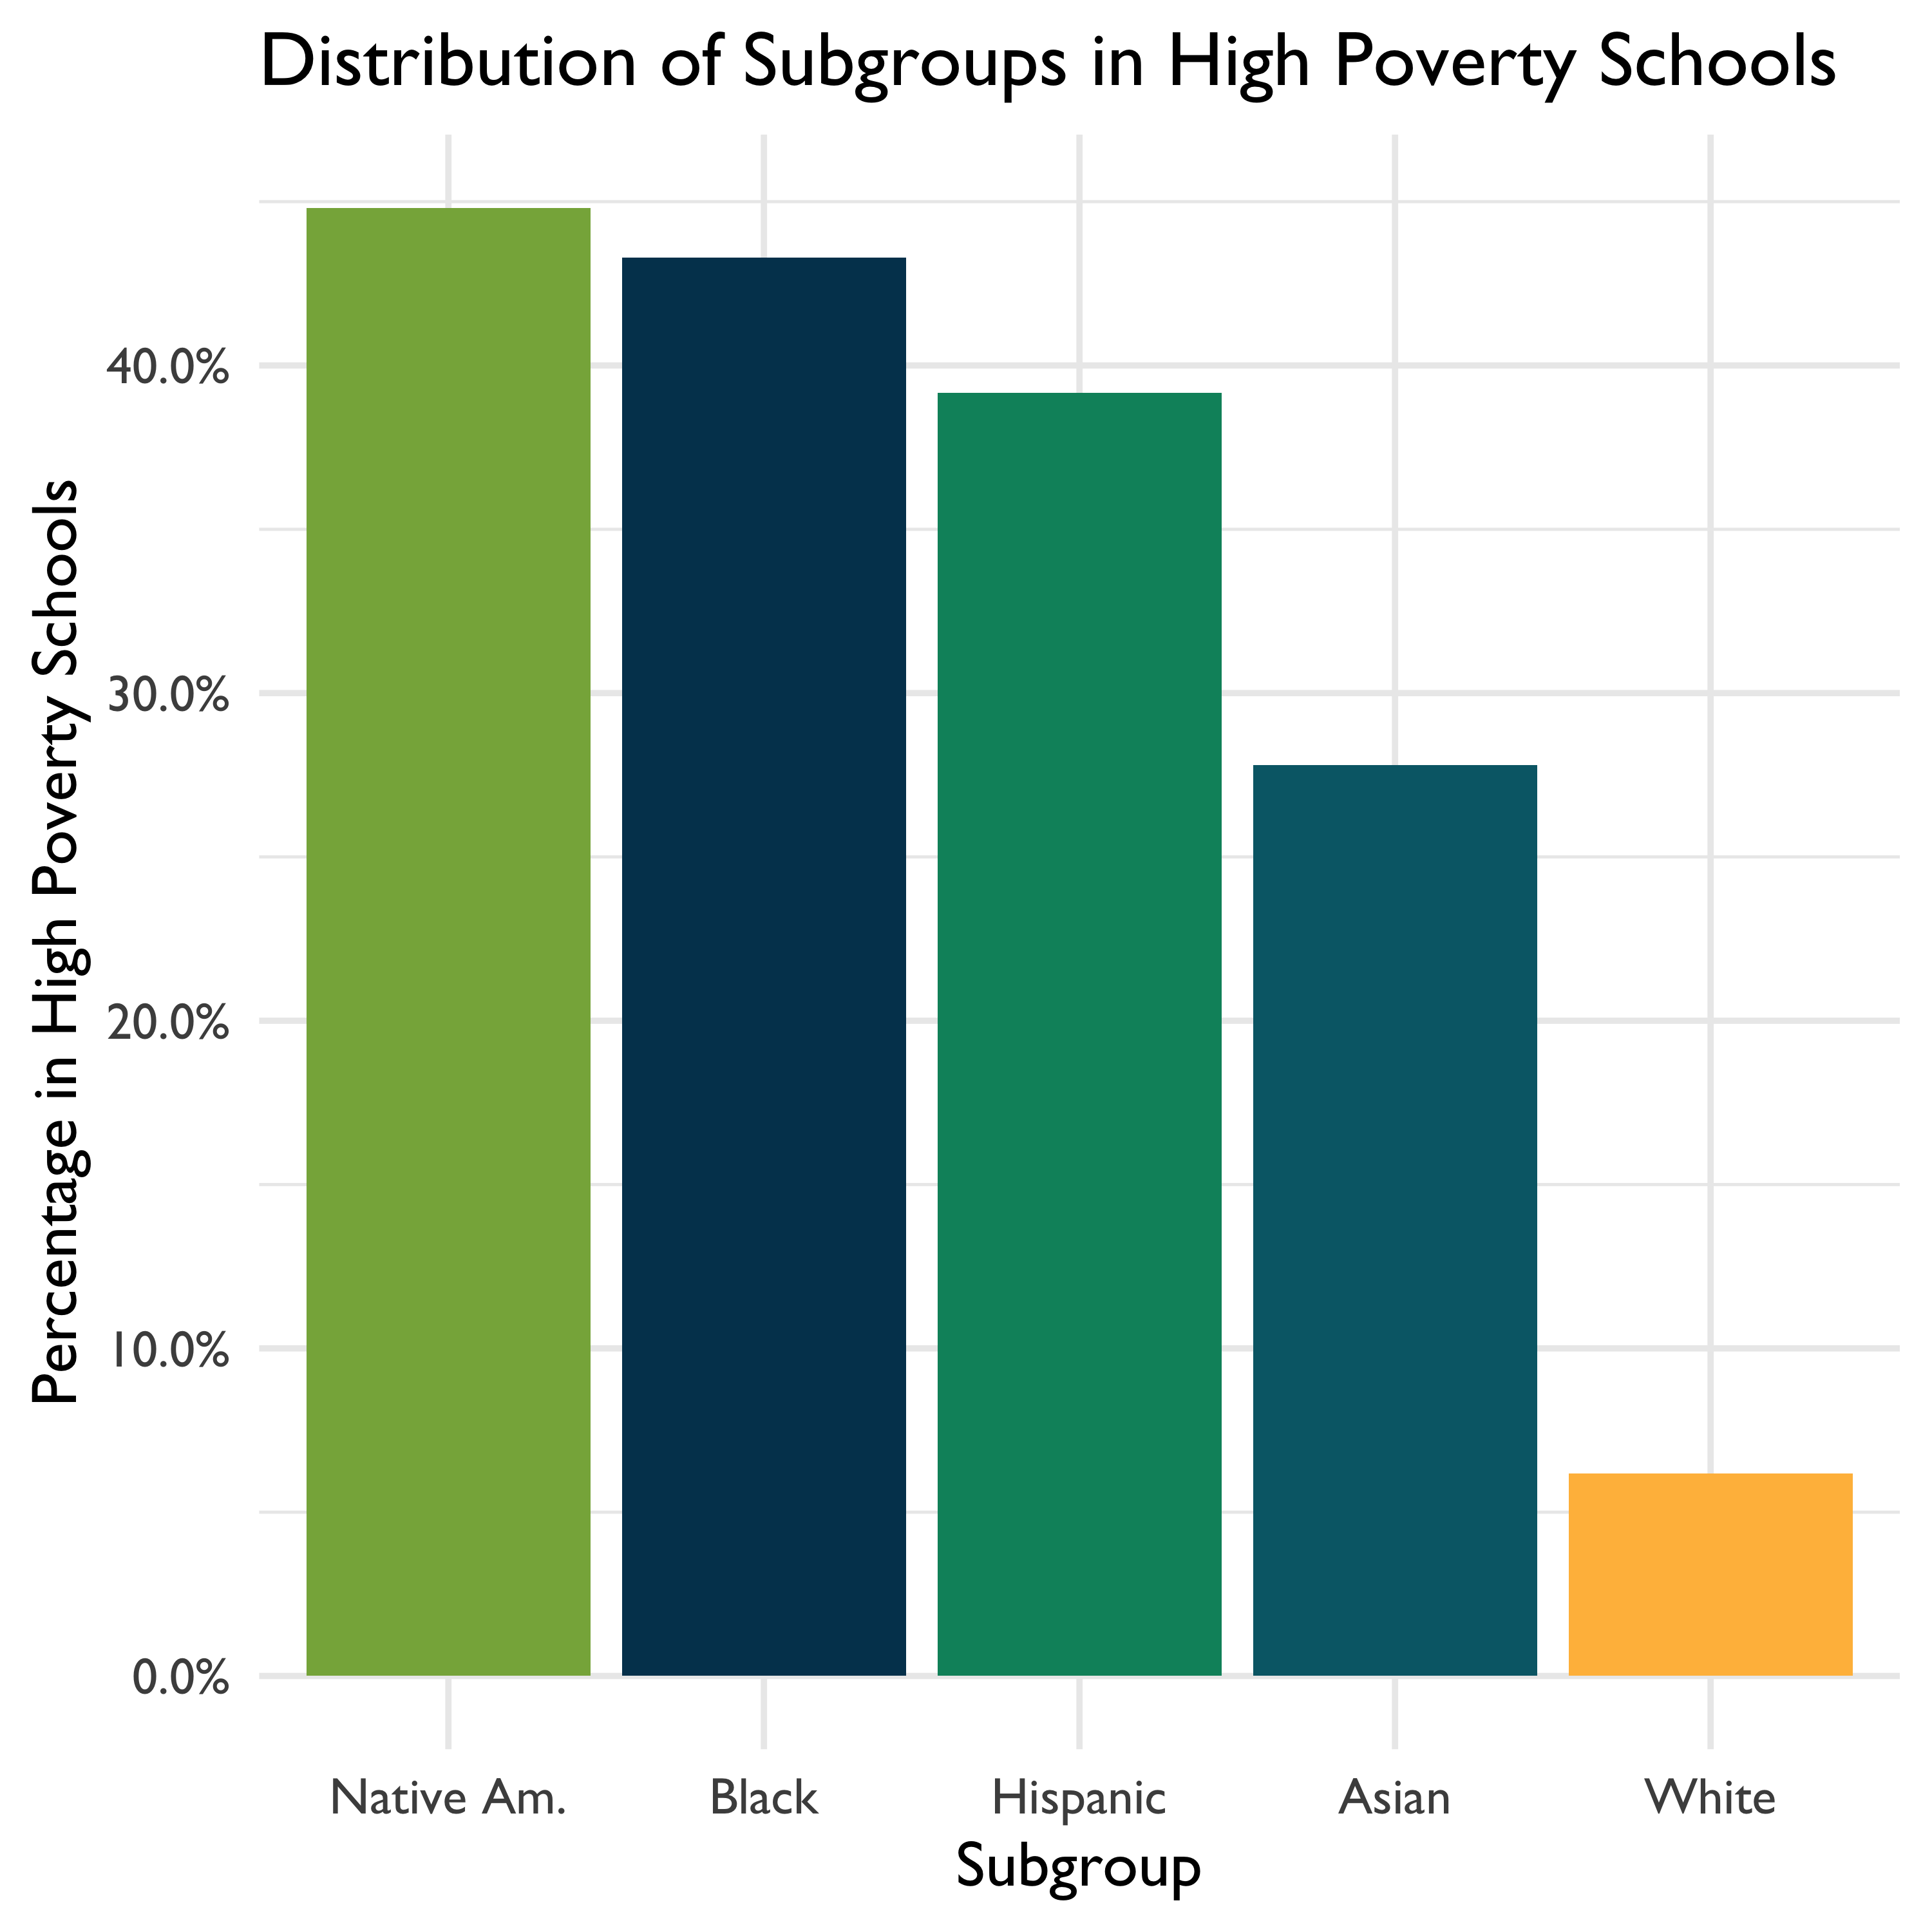 Distribution of Subgroups in High Poverty Schools
Percentage in High Poverty Schools
40.0%
30.0%
20.0%
10.0%
0.0%
Native Am.
Black
Hispanic
Asian
White
Subgroup